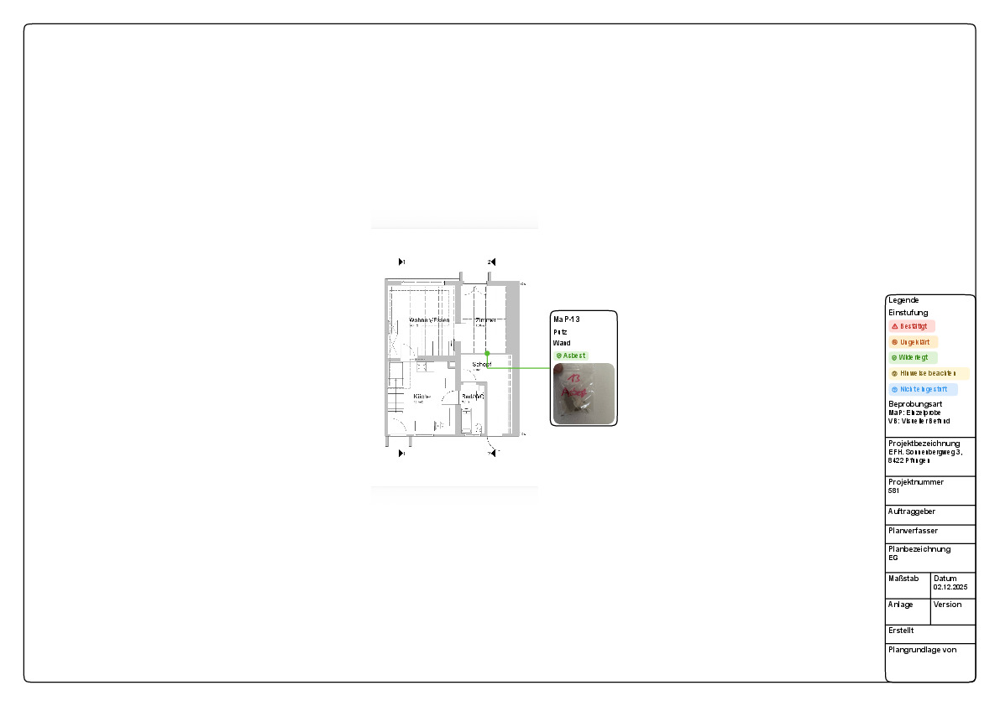 1
2
Wohnen/Essen
Zimmer
Schopf
Küche
Bad/WC
1
2
MaP-13
Putz
Wand
Asbest
13
Asbest
Legende
Einstufung
Bestätigt
Ungeklärt
Widerlegt
Hinweise beachten
Nicht eingestuft
Beprobungsart
MaP: Einzelprobe
VB: Visueller Befund
Projektbezeichnung
EFH. Sonnenbergweg 3,
8422 Pfungen
Projektnummer
581
Auftraggeber
Planverfasser
Planbezeichnung
EG
Maßstab
Datum
02.12.2025
Anlage
Version
Erstellt
Plangrundlage von